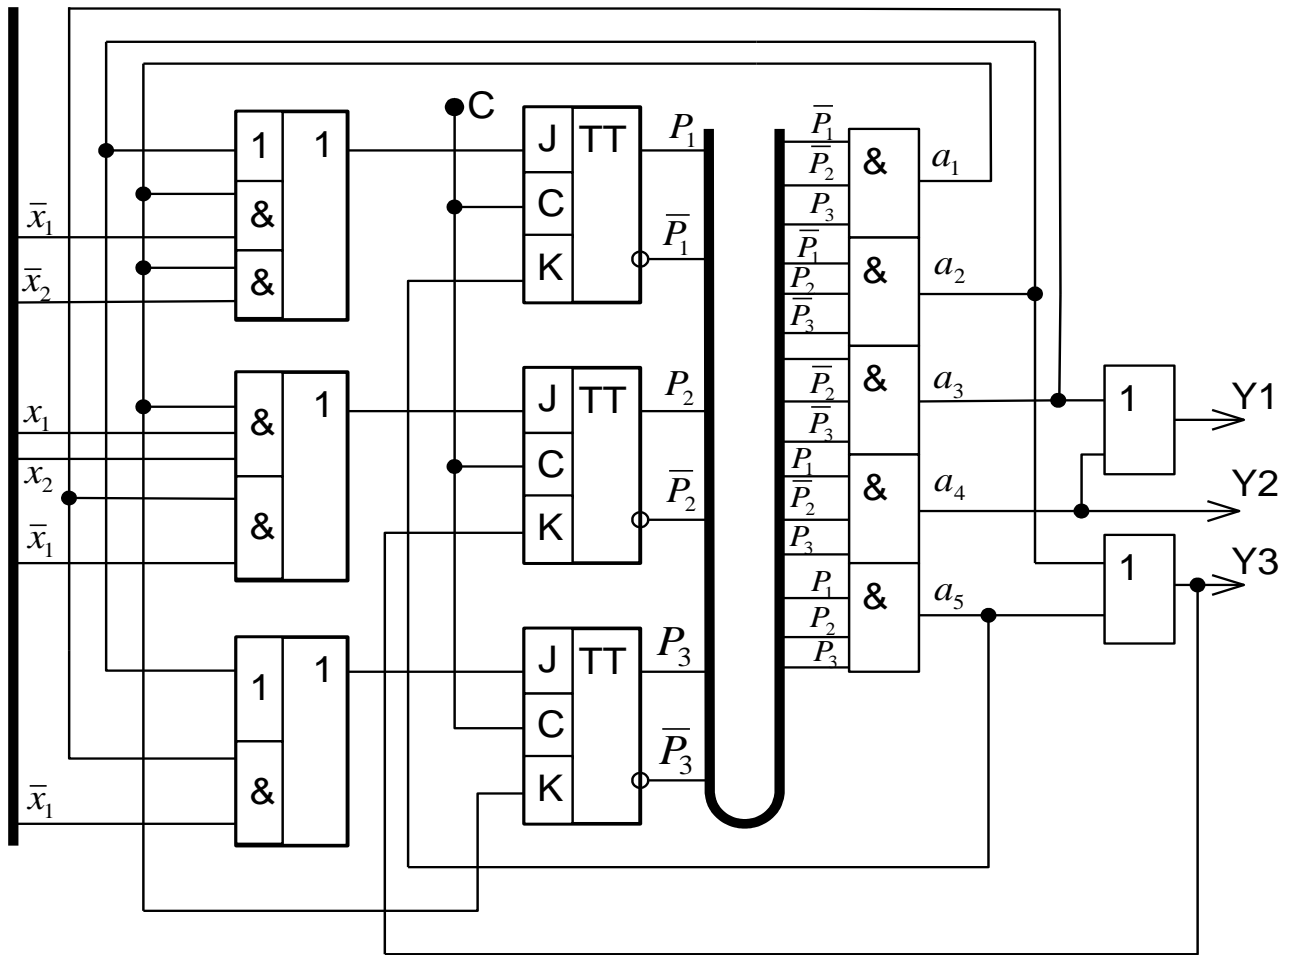 C
1
1
&
&
x̄₁
x̄₂
J
TT
C
K
P₁
P̄₁
P̄₁
P̄₂
P₃
&
a₁
P̄₁
P₂
P̄₃
&
a₂
P̄₂
P̄₃
&
a₃
P₁
P̄₂
P₃
&
a₄
P₁
P₂
P₃
&
a₅
&
1
&
x₁
x₂
x̄₁
J
TT
C
K
P₂
P̄₂
1
Y1
Y2
1
Y3
1
1
&
x̄₁
J
TT
C
K
P₃
P̄₃